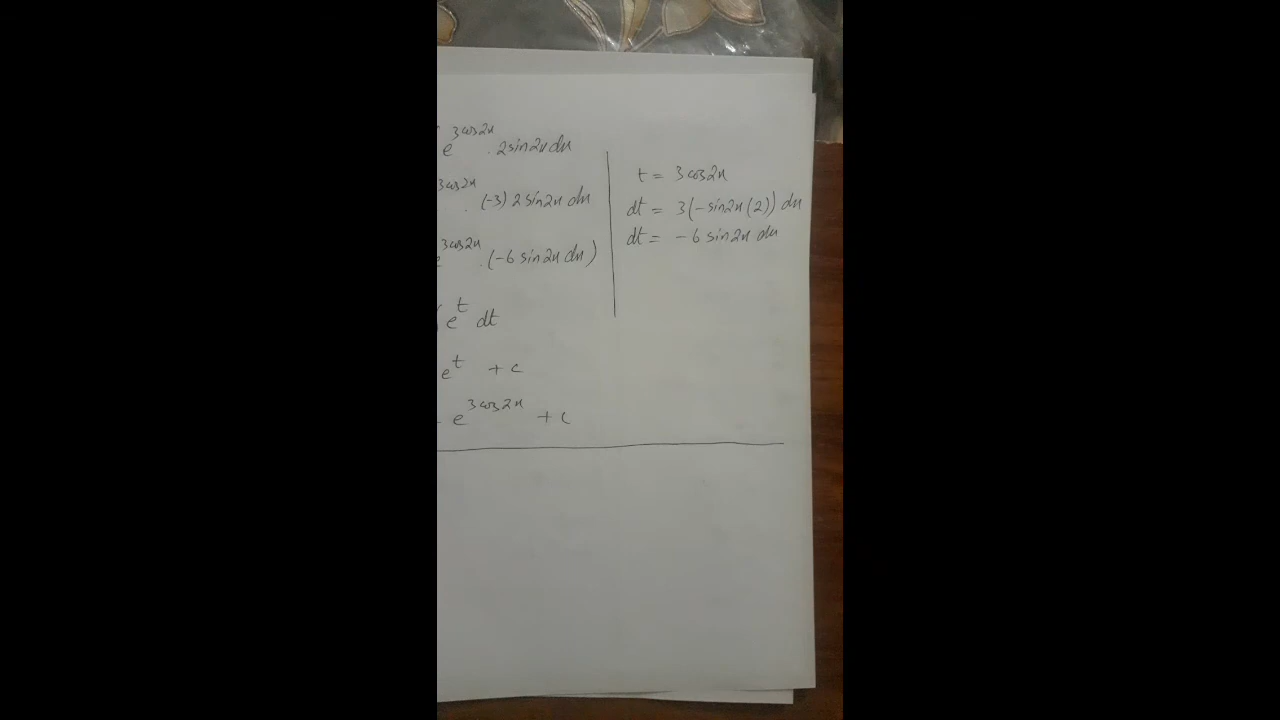 e^{3cos2x} . 2sin2x dx
3cos2x . (-3) 2 sin2x dx
e^{3cos2x} . (-6 sin2x dx)
∫ e^t dt
e^t + c
- e^{3cos2x} + c
t = 3cos2x
dt = 3(-sin2x(2)) dx
dt = -6 sin2x dx